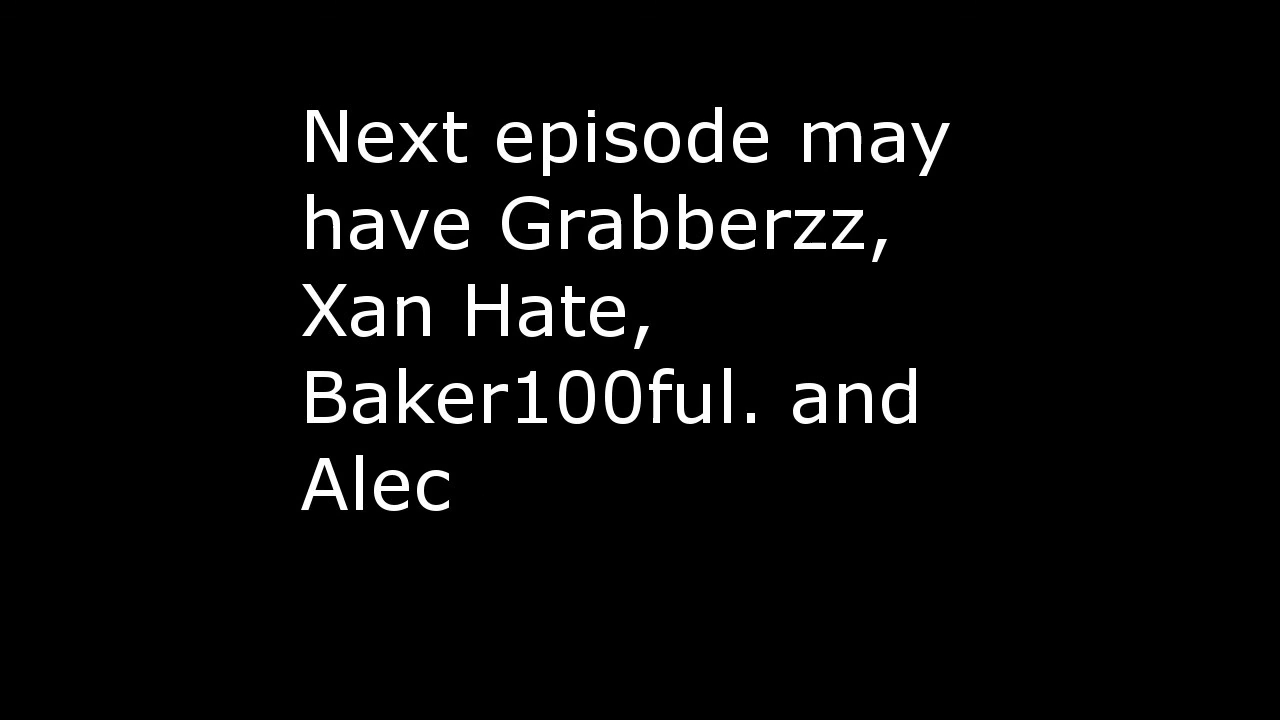 Next episode may
have Grabberzz,
Xan Hate,
Baker100ful. and
Alec